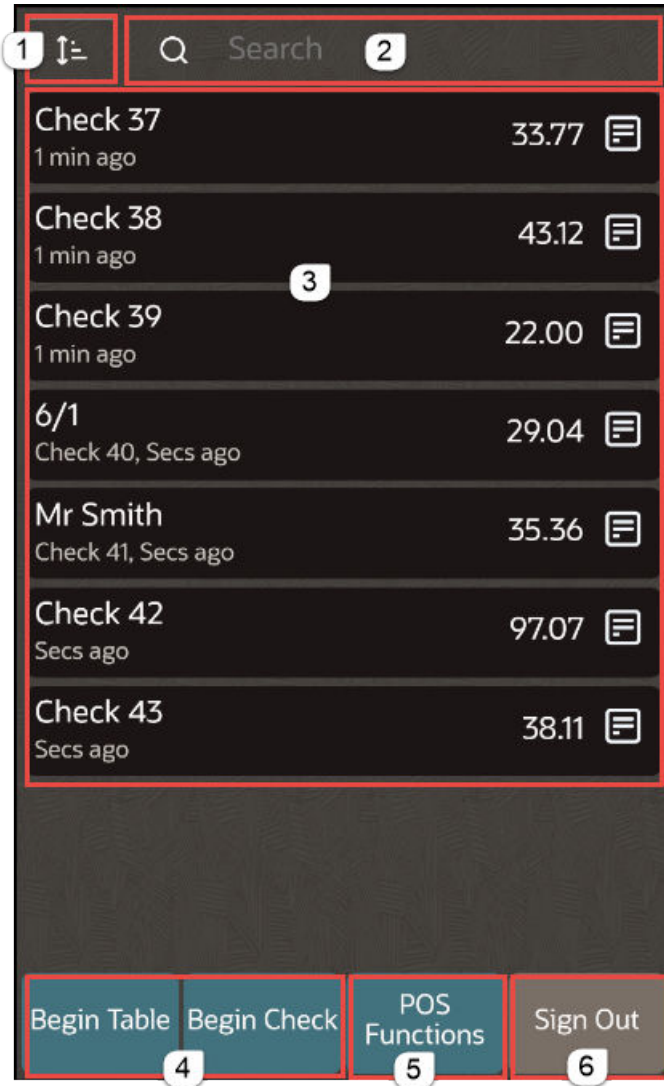 1
Search
2
Check 37
1 min ago
33.77
Check 38
1 min ago
43.12
3
Check 39
1 min ago
22.00
6/1
Check 40, Secs ago
29.04
Mr Smith
Check 41, Secs ago
35.36
Check 42
Secs ago
97.07
Check 43
Secs ago
38.11
Begin Table
Begin Check
4
POS
Functions
5
Sign Out
6